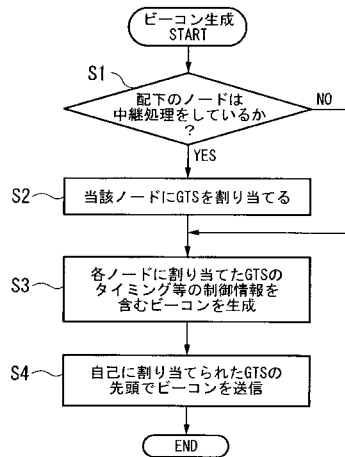 ビーコン生成
START
S1
配下のノードは
中継処理をしているか
?
NO
YES
S2
当該ノードにGTSを割り当てる
S3
各ノードに割り当てたGTSの
タイミング等の制御情報を
含むビーコンを生成
S4
自己に割り当てられたGTSの
先頭でビーコンを送信
END